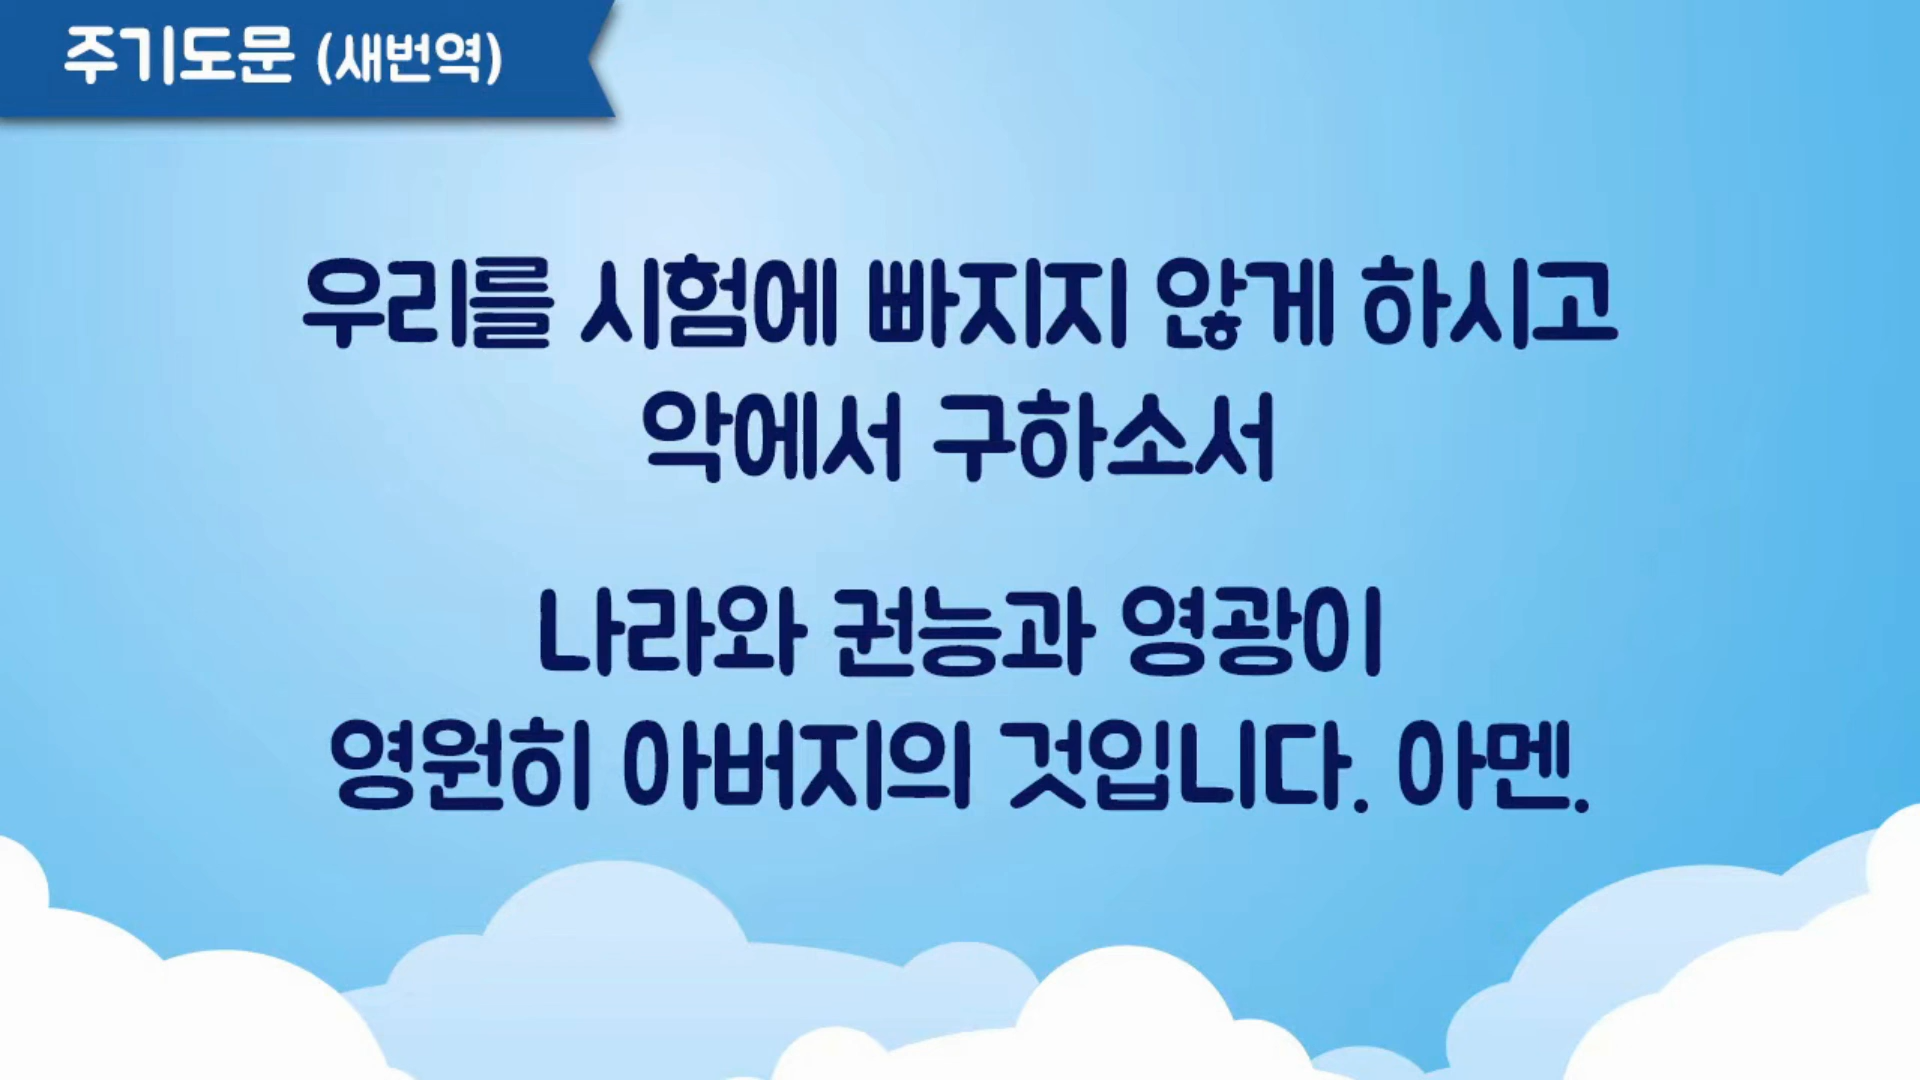 주기도문 (새번역)
우리를 시험에 빠지지 않게 하시고
악에서 구하소서
나라와 권능과 영광이
영원히 아버지의 것입니다. 아멘.